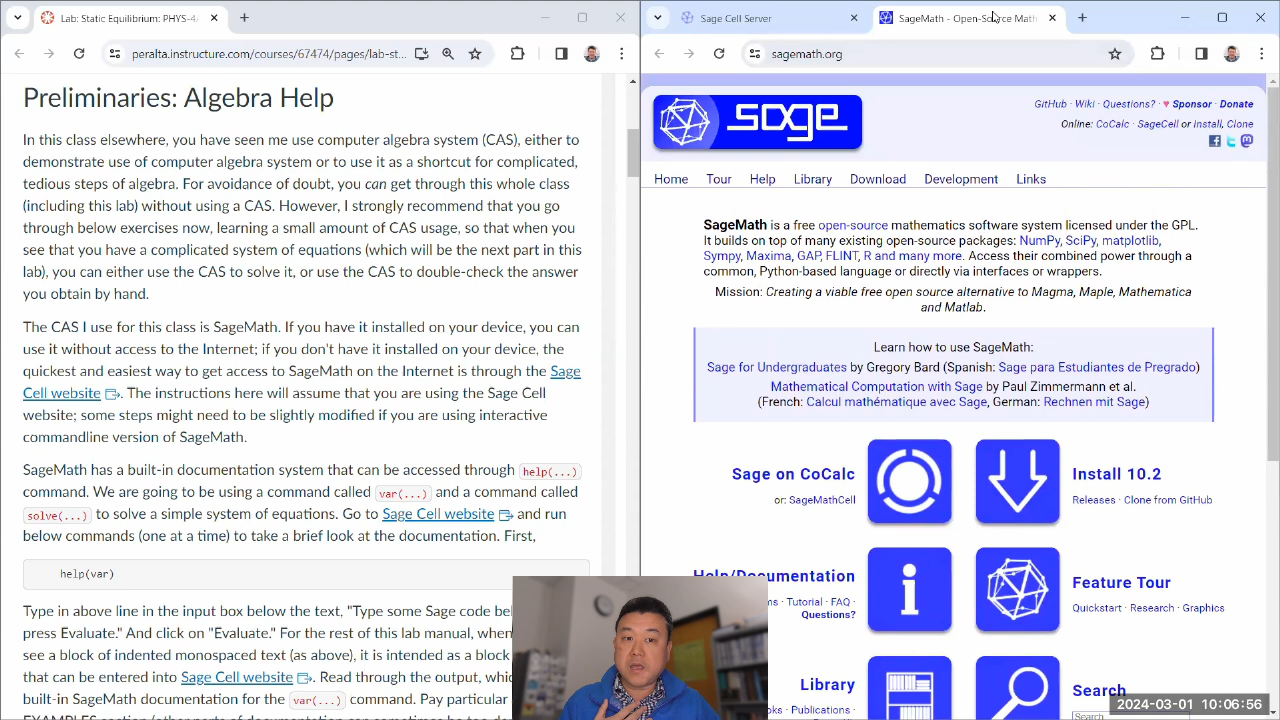 Lab: Static Equilibrium: PHYS-4
peralta.instructure.com/courses/67474/pages/lab-st...
Preliminaries: Algebra Help
In this class elsewhere, you have seen me use computer algebra system (CAS), either to
demonstrate use of computer algebra system or to use it as a shortcut for complicated,
tedious steps of algebra. For avoidance of doubt, you can get through this whole class
(including this lab) without using a CAS. However, I strongly recommend that you go
through below exercises now, learning a small amount of CAS usage, so that when you
see that you have a complicated system of equations (which will be the next part in this
lab), you can either use the CAS to solve it, or use the CAS to double-check the answer
you obtain by hand.
The CAS I use for this class is SageMath. If you have it installed on your device, you can
use it without access to the Internet; if you don't have it installed on your device, the
quickest and easiest way to get access to SageMath on the Internet is through the Sage
Cell website. The instructions here will assume that you are using the Sage Cell
website; some steps might need to be slightly modified if you are using interactive
commandline version of SageMath.
SageMath has a built-in documentation system that can be accessed through help(...)
command. We are going to be using a command called var(...) and a command called
solve(...) to solve a simple system of equations. Go to Sage Cell website and run
below commands (one at a time) to take a brief look at the documentation. First,
help(var)
Type in above line in the input box below the text, "Type some Sage code bel
press Evaluate." And click on "Evaluate." For the rest of this lab manual, when
see a block of indented monospaced text (as above), it is intended as a block
that can be entered into Sage Cell website. Read through the output, whic
built-in SageMath documentation for the var(...) command. Pay particular
Sage Cell Server
SageMath - Open-Source Math
sagemath.org
sage
GitHub · Wiki · Questions? · ♥ Sponsor · Donate
Online: CoCalc · SageCell or Install, Clone
Home Tour Help Library Download Development Links
SageMath is a free open-source mathematics software system licensed under the GPL.
It builds on top of many existing open-source packages: NumPy, SciPy, matplotlib,
Sympy, Maxima, GAP, FLINT, R and many more. Access their combined power through a
common, Python-based language or directly via interfaces or wrappers.
Mission: Creating a viable free open source alternative to Magma, Maple, Mathematica
and Matlab.
Learn how to use SageMath:
Sage for Undergraduates by Gregory Bard (Spanish: Sage para Estudiantes de Pregrado)
Mathematical Computation with Sage by Paul Zimmermann et al.
(French: Calcul mathématique avec Sage, German: Rechnen mit Sage)
Sage on CoCalc
or: SageMathCell
Install 10.2
Releases · Clone from GitHub
Help/Documentation
Tutorial · FAQ ·
Questions?
Feature Tour
Quickstart · Research · Graphics
Library
Publications
Search
2024-03-01 10:06:56